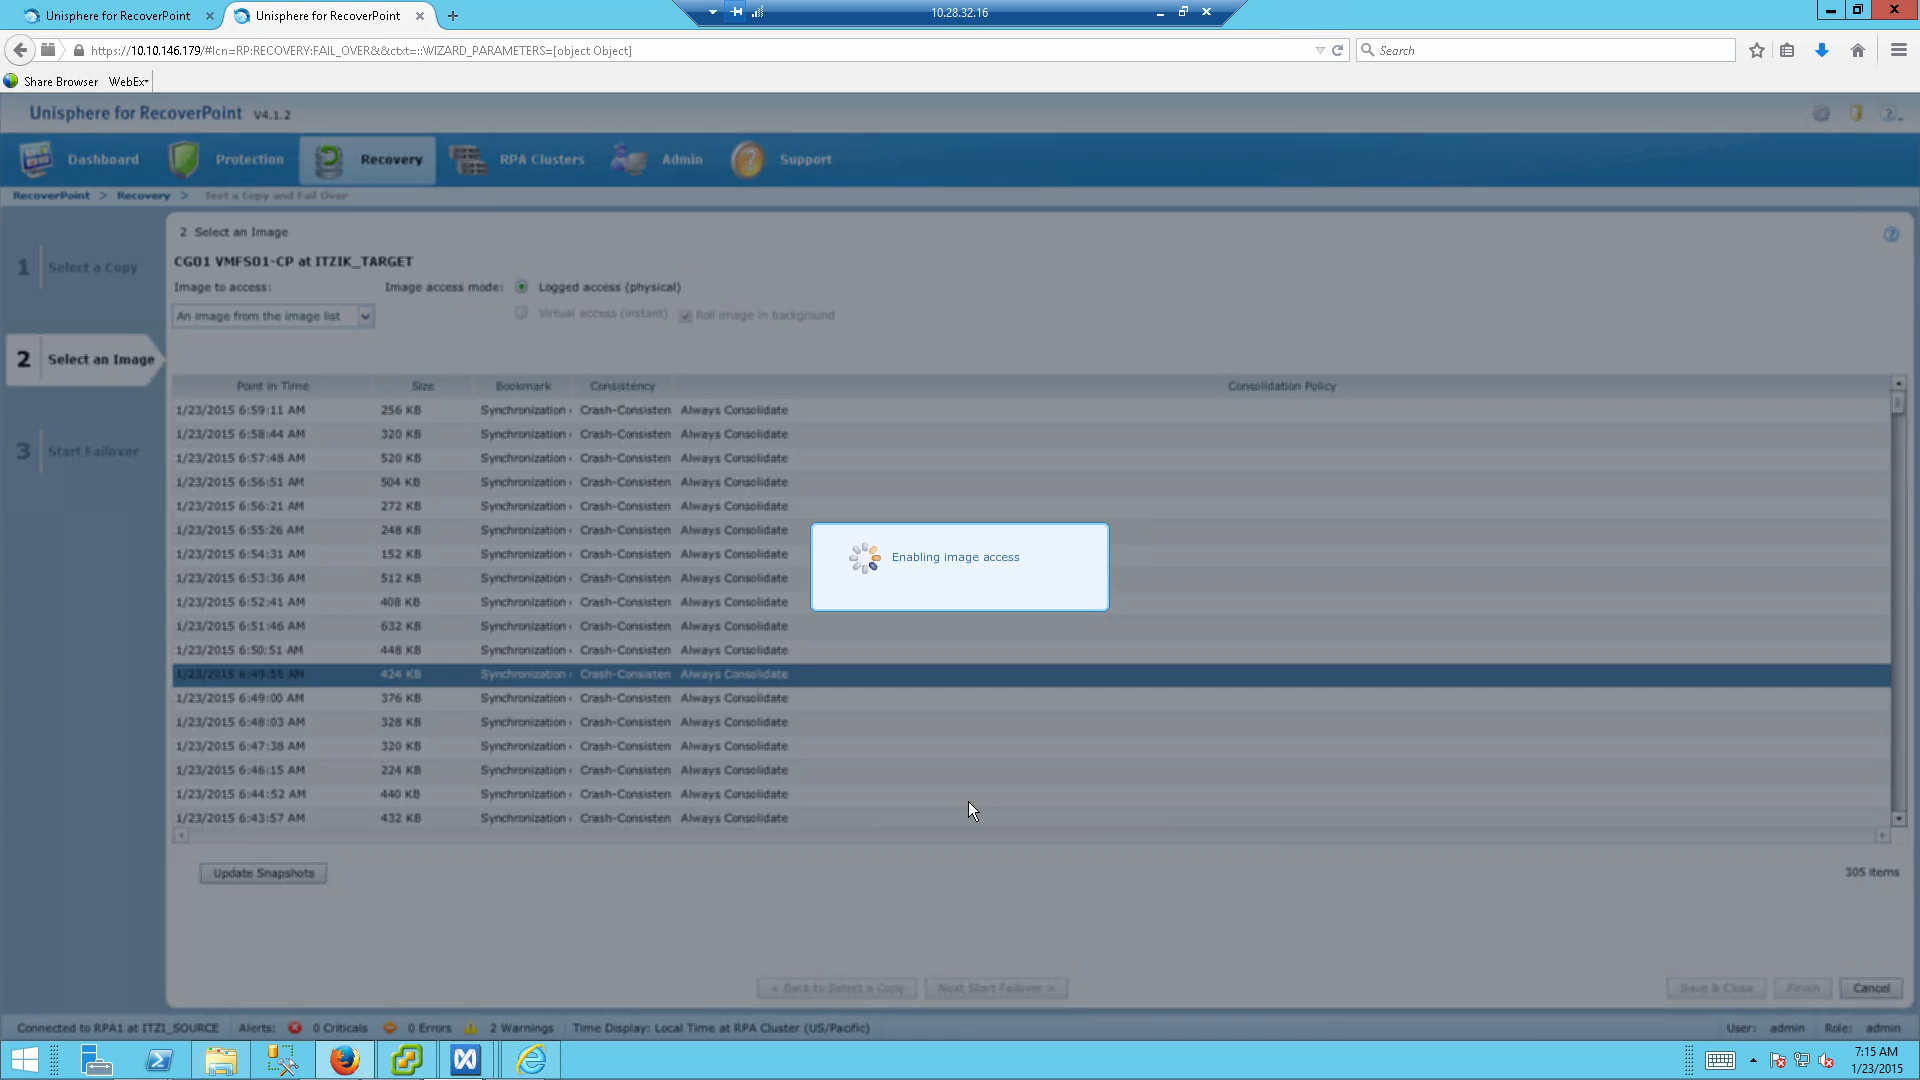 Unisphere for RecoverPoint
Unisphere for RecoverPoint
10.28.32.16
https://10.10.146.179/#lcn=RP:RECOVERY:FAIL_OVER&&ctxt=::WIZARD_PARAMETERS=[object Object]
Search
Share Browser WebEx
Unisphere for RecoverPoint V4.1.2
Dashboard Protection Recovery RPA Clusters Admin Support
RecoverPoint > Recovery > Test a Copy and Fail Over
1 Select a Copy
2 Select an Image
3 Start Failover
2 Select an Image
CG01 VMFS01-CP at ITZIK_TARGET
Image to access: Image access mode: Logged access (physical)
An image from the image list Virtual access (instant) Roll image in background
Point in Time Size Bookmark Consistency Consolidation Policy
1/23/2015 6:59:11 AM 256 KB Synchronization Crash-Consisten Always Consolidate
1/23/2015 6:58:44 AM 320 KB Synchronization Crash-Consisten Always Consolidate
1/23/2015 6:57:48 AM 520 KB Synchronization Crash-Consisten Always Consolidate
1/23/2015 6:56:51 AM 504 KB Synchronization Crash-Consisten Always Consolidate
1/23/2015 6:56:21 AM 272 KB Synchronization Crash-Consisten Always Consolidate
1/23/2015 6:55:26 AM 248 KB Synchronization Crash-Consisten Always Consolidate
1/23/2015 6:54:31 AM 152 KB Synchronization Crash-Consisten Always Consolidate
1/23/2015 6:53:36 AM 512 KB Synchronization Crash-Consisten Always Consolidate
1/23/2015 6:52:41 AM 408 KB Synchronization Crash-Consisten Always Consolidate
1/23/2015 6:51:46 AM 632 KB Synchronization Crash-Consisten Always Consolidate
1/23/2015 6:50:51 AM 448 KB Synchronization Crash-Consisten Always Consolidate
1/23/2015 6:49:55 AM 424 KB Synchronization Crash-Consisten Always Consolidate
1/23/2015 6:49:00 AM 376 KB Synchronization Crash-Consisten Always Consolidate
1/23/2015 6:48:03 AM 328 KB Synchronization Crash-Consisten Always Consolidate
1/23/2015 6:47:38 AM 320 KB Synchronization Crash-Consisten Always Consolidate
1/23/2015 6:46:15 AM 224 KB Synchronization Crash-Consisten Always Consolidate
1/23/2015 6:44:52 AM 440 KB Synchronization Crash-Consisten Always Consolidate
1/23/2015 6:43:57 AM 432 KB Synchronization Crash-Consisten Always Consolidate
Enabling image access
Update Snapshots 305 items
< Back to Select a Copy Next Start Failover > Save & Close Finish Cancel
Connected to RPA1 at ITZI_SOURCE Alerts: 0 Criticals 0 Errors 2 Warnings Time Display: Local Time at RPA Cluster (US/Pacific) User: admin Role: admin
7:15 AM
1/23/2015